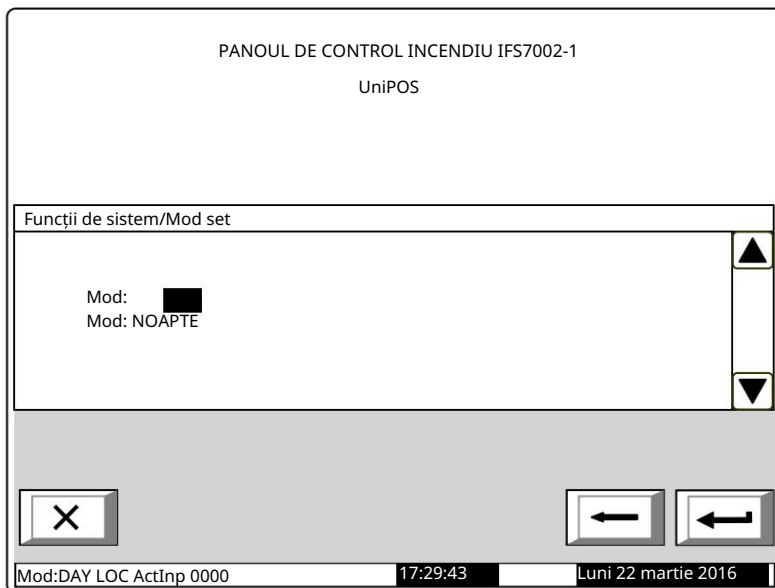 PANOUL DE CONTROL INCENDIU IFS7002-1
UniPOS
Funcții de sistem/Mod set
Mod:
Mod: NOAPTE
Mod:DAY LOC ActInp 0000 17:29:43 Luni 22 martie 2016